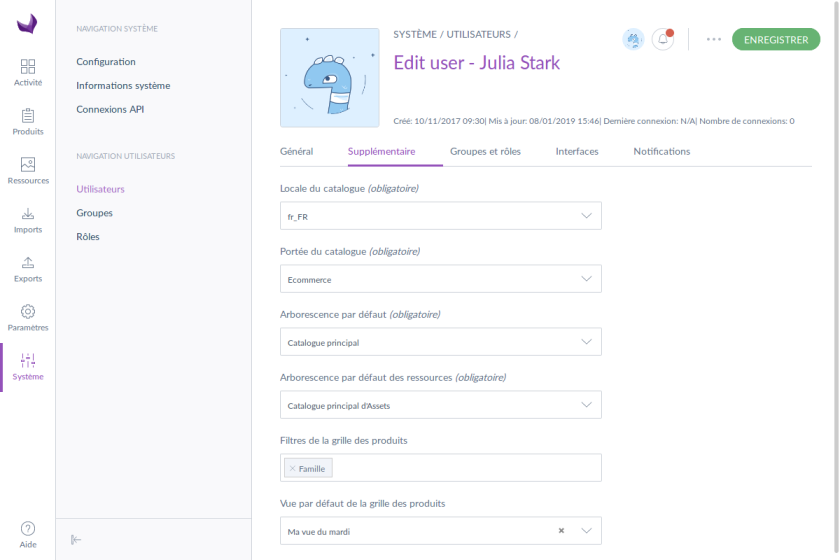 Activité
Produits
Ressources
Imports
Exports
Paramètres
Système
Aide
NAVIGATION SYSTÈME
Configuration
Informations système
Connexions API
NAVIGATION UTILISATEURS
Utilisateurs
Groupes
Rôles
SYSTÈME / UTILISATEURS /
ENREGISTRER
Edit user - Julia Stark
Créé: 10/11/2017 09:30| Mis à jour: 08/01/2019 15:46| Dernière connexion: N/A| Nombre de connexions: 0
Général Supplémentaire Groupes et rôles Interfaces Notifications
Locale du catalogue (obligatoire)
fr_FR
Portée du catalogue (obligatoire)
Ecommerce
Arborescence par défaut (obligatoire)
Catalogue principal
Arborescence par défaut des ressources (obligatoire)
Catalogue principal d'Assets
Filtres de la grille des produits
Famille
Vue par défaut de la grille des produits
Ma vue du mardi